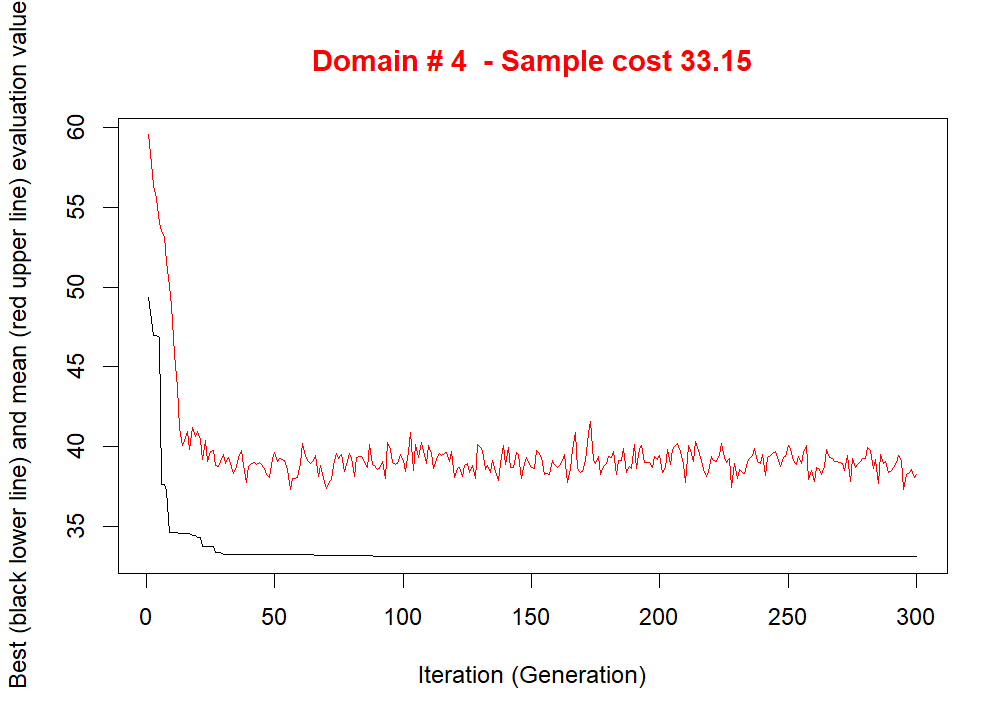 Domain # 4  - Sample cost 33.15
Best (black lower line) and mean (red upper line) evaluation value
60
55
50
45
40
35
0 50 100 150 200 250 300
Iteration (Generation)